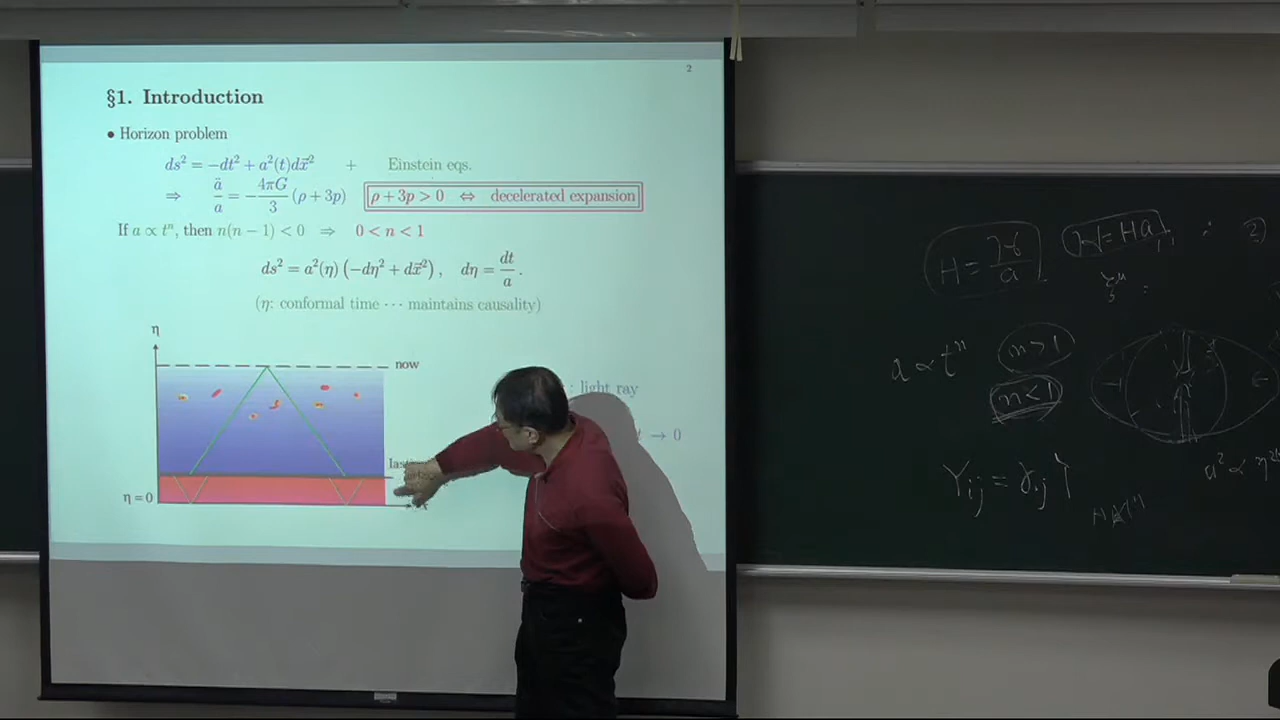 2
§1. Introduction
• Horizon problem
ds² = −dt² + a²(t)dx⃗² + Einstein eqs.
⇒ ä/a = −4πG/3 (ρ + 3p) ρ + 3p > 0 ⇔ decelerated expansion
If a ∝ tⁿ, then n(n − 1) < 0 ⇒ 0 < n < 1
ds² = a²(η) (−dη² + dx⃗²), dη = dt/a.
(η: conformal time ··· maintains causality)
η
now
: light ray
→ 0
η = 0
H = ℋ/a
ℋ = Ha
2)
a ∝ tⁿ
n > 1
n < 1
Yij = γij Y